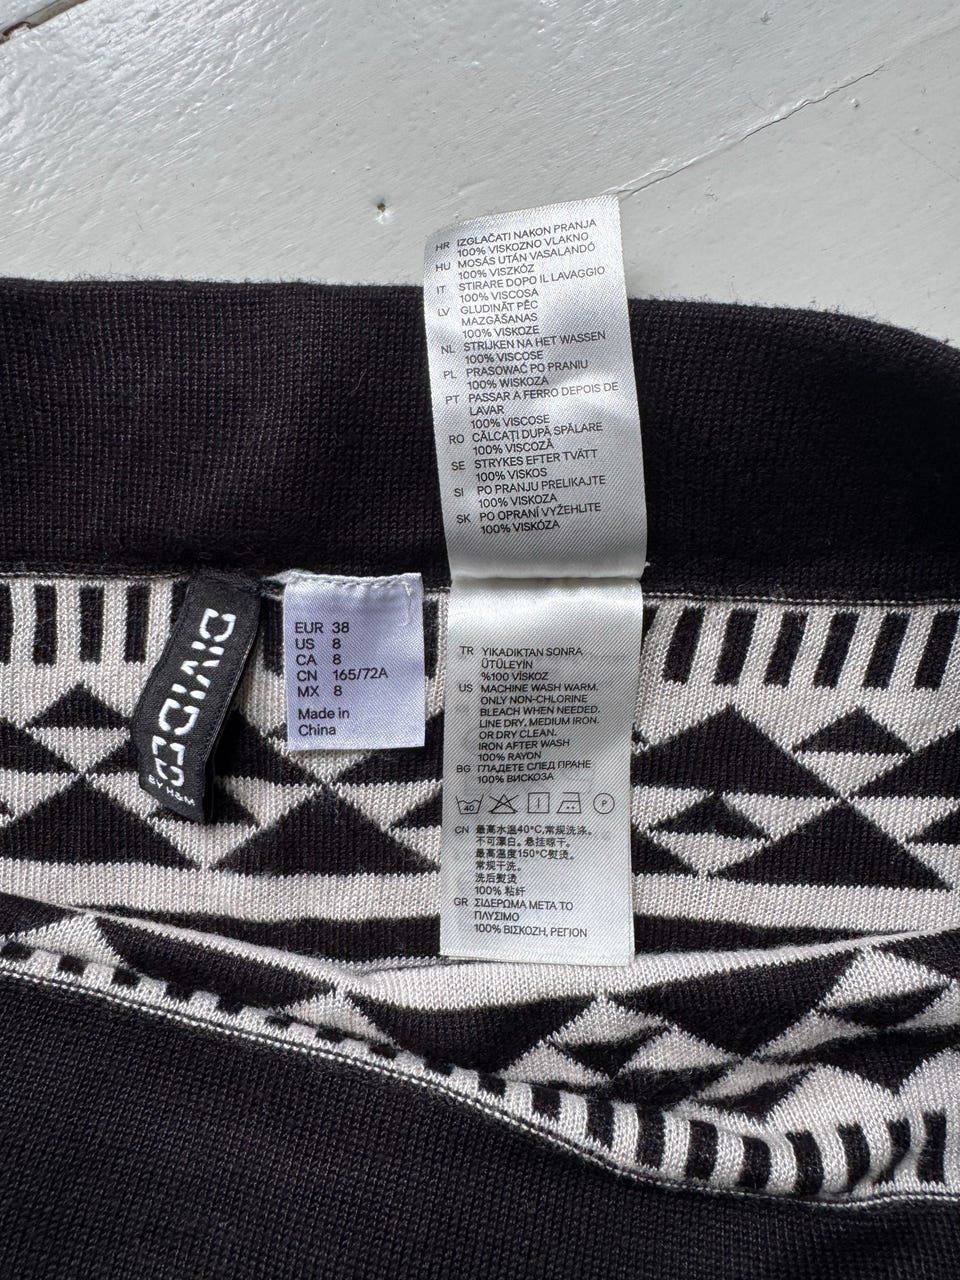 HR IZGLAČATI NAKON PRANJA
100% VISKOZNO VLAKNO
HU MOSÁS UTÁN VASALANDÓ
100% VISZKÓZ
IT STIRARE DOPO IL LAVAGGIO
100% VISCOSA
LV GLUDINĀT PĒC
MAZGĀŠANAS
100% VISKOZE
NL STRIJKEN NA HET WASSEN
100% VISCOSE
PL PRASOWAĆ PO PRANIU
100% WISKOZA
PT PASSAR A FERRO DEPOIS DE
LAVAR
100% VISCOSE
RO CĂLCAȚI DUPĂ SPĂLARE
100% VISCOZĂ
SE STRYKES EFTER TVÄTT
100% VISKOS
SI PO PRANJU PRELIKAJTE
100% VISKOZA
SK PO OPRANÍ VYŽEHLITE
100% VISKÓZA
DIVIDED
BY H&M
EUR 38
US 8
CA 8
CN 165/72A
MX 8
Made in
China
TR YIKADIKTAN SONRA
ÜTÜLEYİN
%100 VİSKOZ
US MACHINE WASH WARM.
ONLY NON-CHLORINE
BLEACH WHEN NEEDED.
LINE DRY. MEDIUM IRON.
OR DRY CLEAN.
IRON AFTER WASH
100% RAYON
BG ГЛАДЕТЕ СЛЕД ПРАНЕ
100% ВИСКОЗА
40 P
CN 最高水温40°C,常规洗涤。
不可漂白。悬挂晾干。
最高温度150°C熨烫。
常规干洗。
洗后熨烫
100% 粘纤
GR ΣΙΔΕΡΩΜΑ ΜΕΤΑ ΤΟ
ΠΛΥΣΙΜΟ
100% ΒΙΣΚΟΖΗ, ΡΕΓΙΟΝ